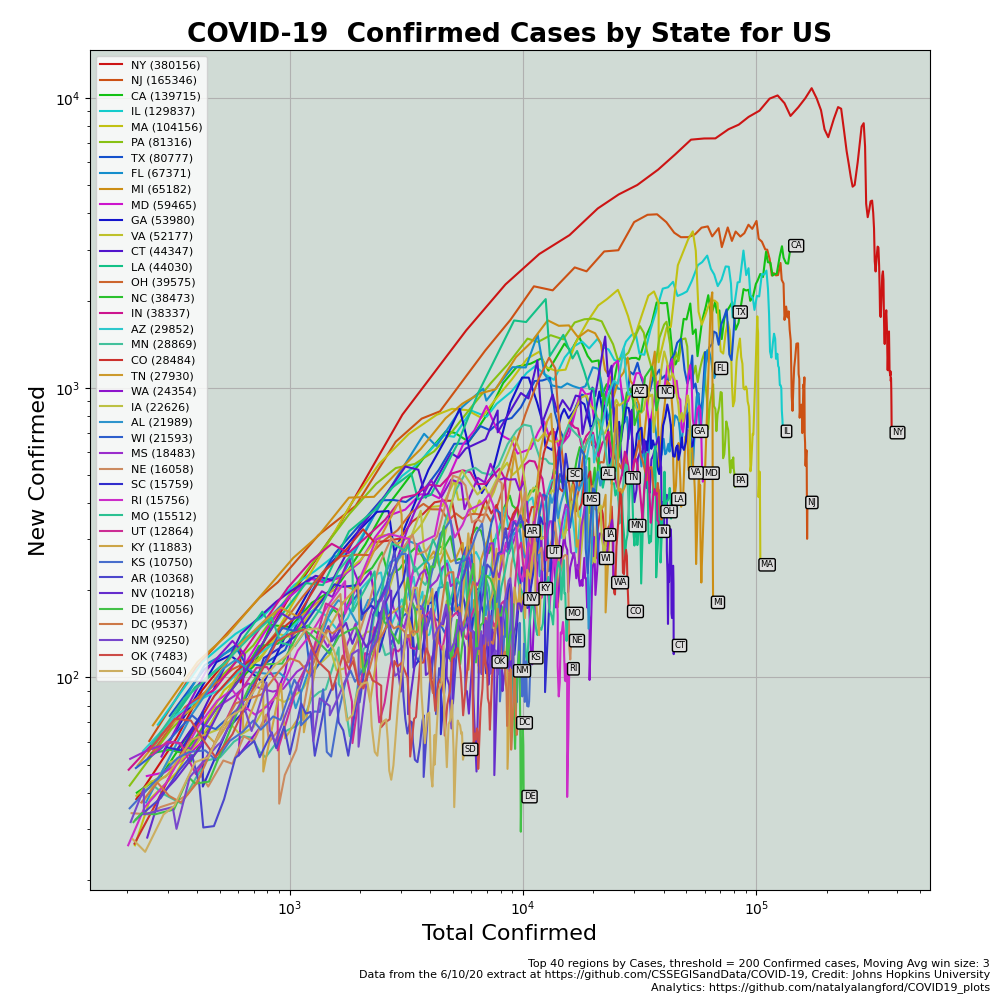 COVID-19  Confirmed Cases by State for US
NY (380156)
NJ (165346)
CA (139715)
IL (129837)
MA (104156)
PA (81316)
TX (80777)
FL (67371)
MI (65182)
MD (59465)
GA (53980)
VA (52177)
CT (44347)
LA (44030)
OH (39575)
NC (38473)
IN (38337)
AZ (29852)
MN (28869)
CO (28484)
TN (27930)
WA (24354)
IA (22626)
AL (21989)
WI (21593)
MS (18483)
NE (16058)
SC (15759)
RI (15756)
MO (15512)
UT (12864)
KY (11883)
KS (10750)
AR (10368)
NV (10218)
DE (10056)
DC (9537)
NM (9250)
OK (7483)
SD (5604)
10⁴
10³
10²
New Confirmed
CA
TX
FL
AZ
NC
GA
IL
NY
SC
AL
TN
VA
MD
PA
MS
LA
NJ
OH
AR
MN
IN
IA
UT
WI
MA
WA
KY
NV
MI
MO
CO
NE
CT
KS
OK
NM
RI
DC
SD
DE
10³
10⁴
10⁵
Total Confirmed
Top 40 regions by Cases, threshold = 200 Confirmed cases, Moving Avg win size: 3
Data from the 6/10/20 extract at https://github.com/CSSEGISandData/COVID-19, Credit: Johns Hopkins University
Analytics: https://github.com/natalyalangford/COVID19_plots